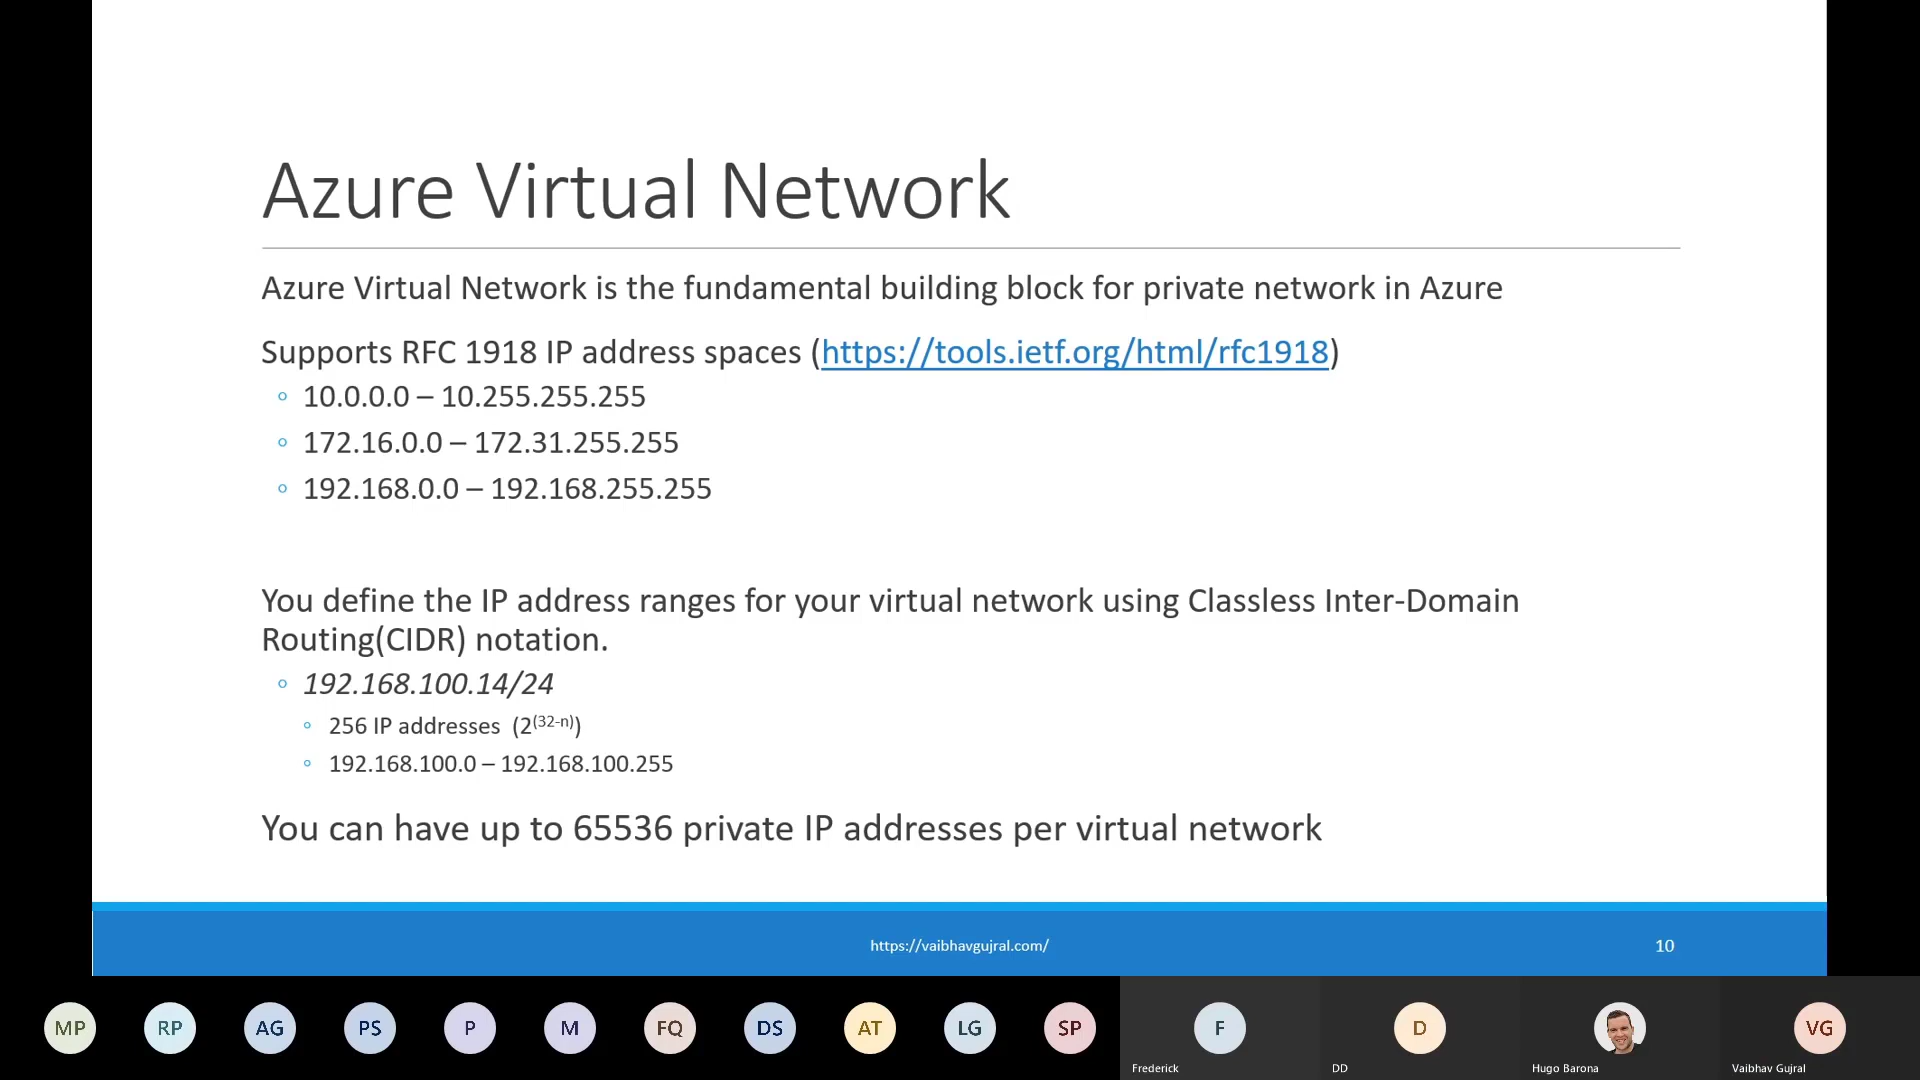 Azure Virtual Network
Azure Virtual Network is the fundamental building block for private network in Azure
Supports RFC 1918 IP address spaces (https://tools.ietf.org/html/rfc1918)
10.0.0.0 – 10.255.255.255
172.16.0.0 – 172.31.255.255
192.168.0.0 – 192.168.255.255
You define the IP address ranges for your virtual network using Classless Inter-Domain
Routing(CIDR) notation.
192.168.100.14/24
256 IP addresses (2(32-n))
192.168.100.0 – 192.168.100.255
You can have up to 65536 private IP addresses per virtual network
https://vaibhavgujral.com/ 10
MP RP AG PS P M FQ DS AT LG SP F D VG
Frederick DD Hugo Barona Vaibhav Gujral